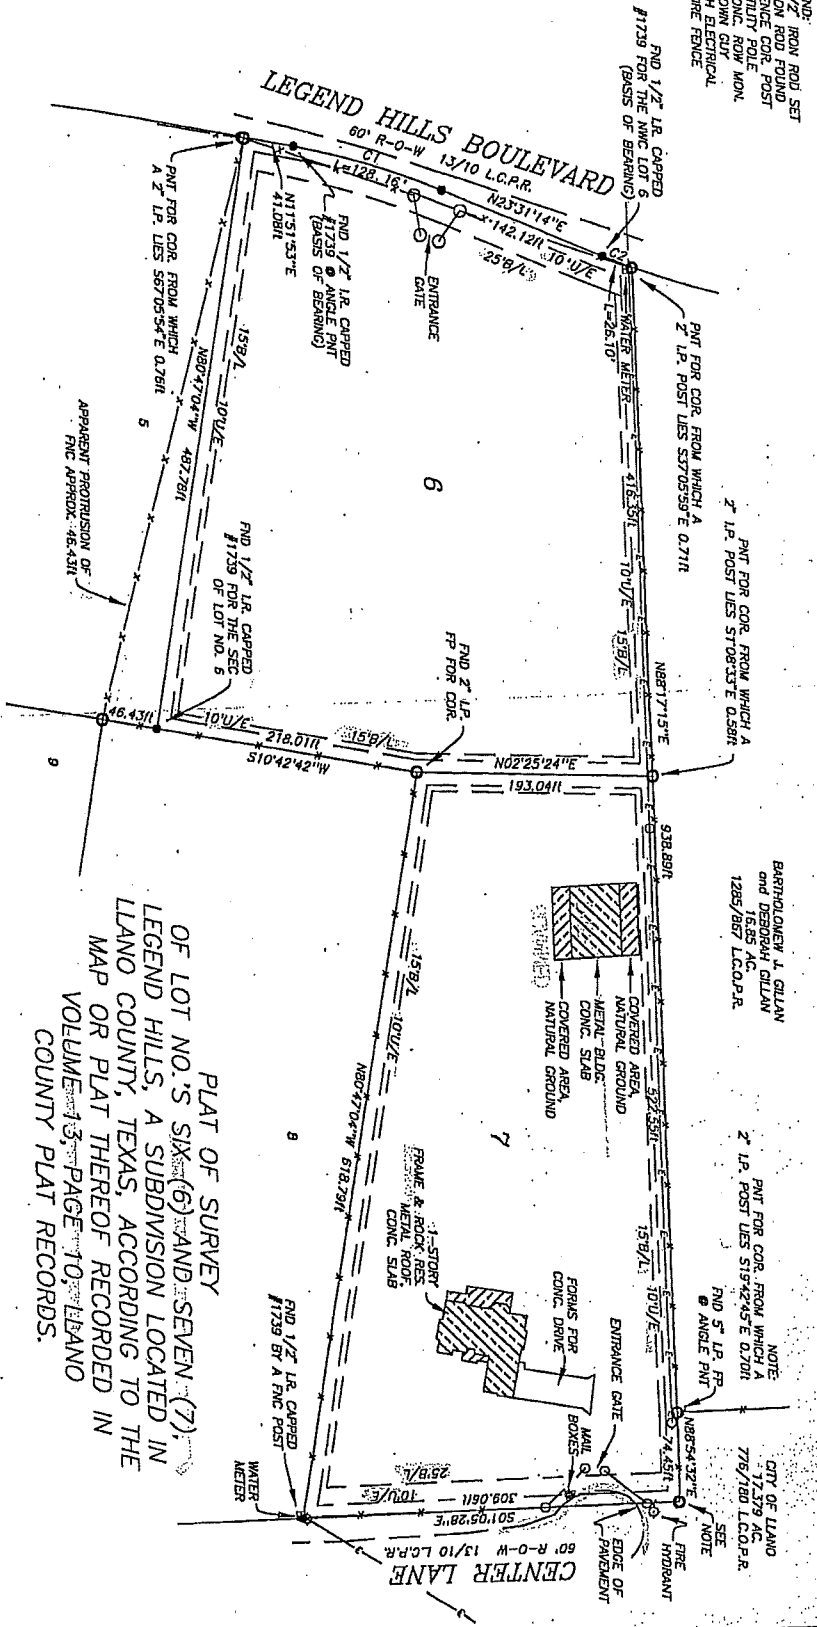 ND:
/2" IRON ROD SET
ON ROD FOUND
ENCE COR. POST
TILITY POLE
ONC. ROW MON.
OWN GUY
H ELECTRICAL
IRE FENCE
FND 1/2" I.R. CAPPED
#1739 FOR THE NWC LOT 6
(BASIS OF BEARING)
LEGEND HILLS BOULEVARD
60' R-O-W 13/10 L.C.P.R.
C1
L=128.16'
N23°31'14"E
142.12ft
10'U/E
25'B/L
C2
L=26.10'
WATER METER
ENTRANCE
GATE
FND 1/2" I.R. CAPPED
#1739 @ ANGLE PNT
(BASIS OF BEARING)
N11°51'53"E
41.08ft
PNT FOR COR. FROM WHICH
A 2" I.P. LIES S67°05'54"E 0.76ft
PNT FOR COR. FROM WHICH A
2" I.P. POST LIES S37°05'59"E 0.71ft
PNT FOR COR. FROM WHICH A
2" I.P. POST LIES S1°08'33"E 0.58ft
416.35ft
10'U/E
15'B/L
N88°17'15"E
938.89ft
6
15'B/L
10'U/E
N80°47'04"W
487.78ft
5
APPARENT PROTRUSION OF
FNC APPROX. 46.43ft
FND 1/2" I.R. CAPPED
#1739 FOR THE SEC
OF LOT NO. 6
FND 2" I.P.
FP FOR COR.
46.43ft
10'U/E
218.01ft
15'B/L
S10°42'42"W
N02°25'24"E
193.04ft
9
BARTHOLOMEW J. GILLAN
and DEBORAH GILLAN
16.85 AC.
1285/867 L.C.O.P.R.
COVERED AREA,
NATURAL GROUND
METAL BLDG.
CONC. SLAB
COVERED AREA,
NATURAL GROUND
522.55ft
15'B/L
10'U/E
7
15'B/L
10'U/E
N80°47'04"W 618.79ft
8
1-STORY
FRAME & ROCK RES.
METAL ROOF,
CONC. SLAB
FORMS FOR
CONC. DRIVE
ENTRANCE GATE
MAIL
BOXES
NOTE:
PNT FOR COR. FROM WHICH A
2" I.P. POST LIES S19°42'45"E 0.70ft
FND 5" I.P. FP
@ ANGLE PNT
N88°54'32"E
74.45ft
CITY OF LLANO
17.379 AC.
776/180 L.C.O.P.R.
SEE
NOTE
FIRE
HYDRANT
EDGE OF
PAVEMENT
25'B/L
10'U/E
309.06ft
S01°05'28"E
60' R-O-W 13/10 L.C.P.R.
CENTER LANE
FND 1/2" I.R. CAPPED
#1739 BY A FNC POST
WATER
METER
PLAT OF SURVEY
OF LOT NO.'S SIX (6) AND SEVEN (7),
LEGEND HILLS, A SUBDIVISION LOCATED IN
LLANO COUNTY, TEXAS, ACCORDING TO THE
MAP OR PLAT THEREOF RECORDED IN
VOLUME 13, PAGE 10, LLANO
COUNTY PLAT RECORDS.